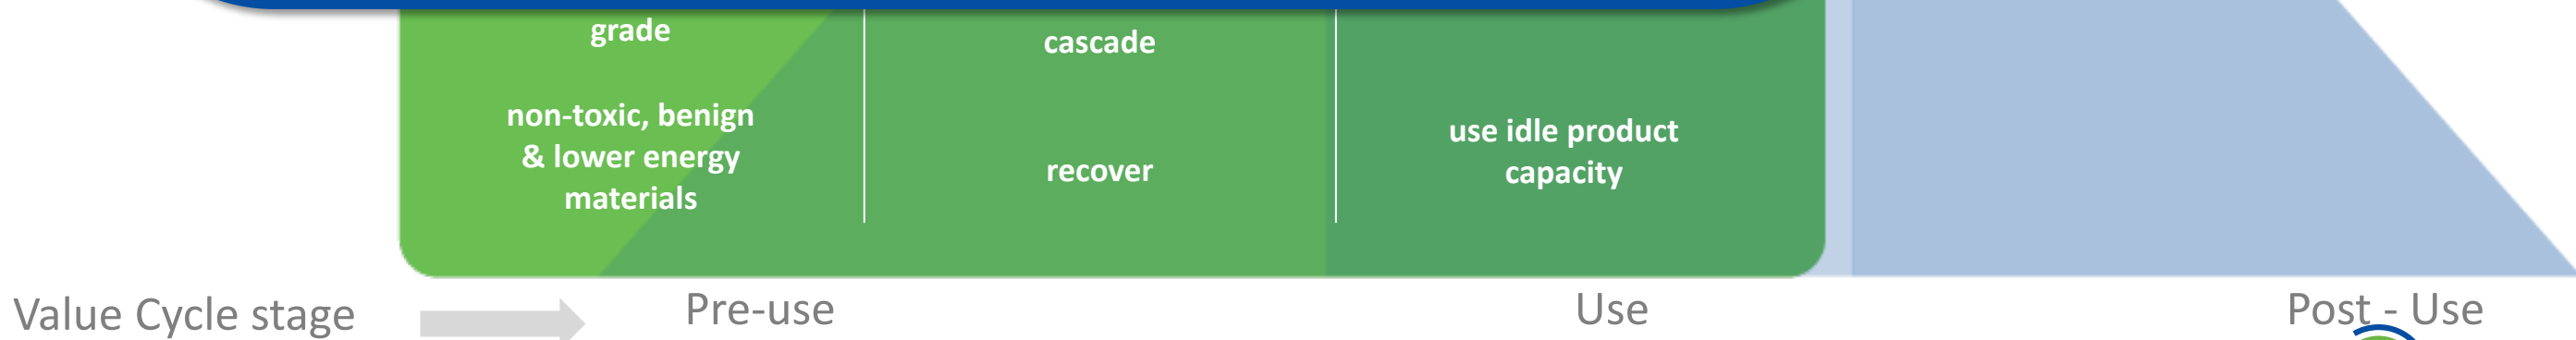 grade
non-toxic, benign
& lower energy
materials
cascade
recover
use idle product
capacity
Value Cycle stage
Pre-use
Use
Post - Use